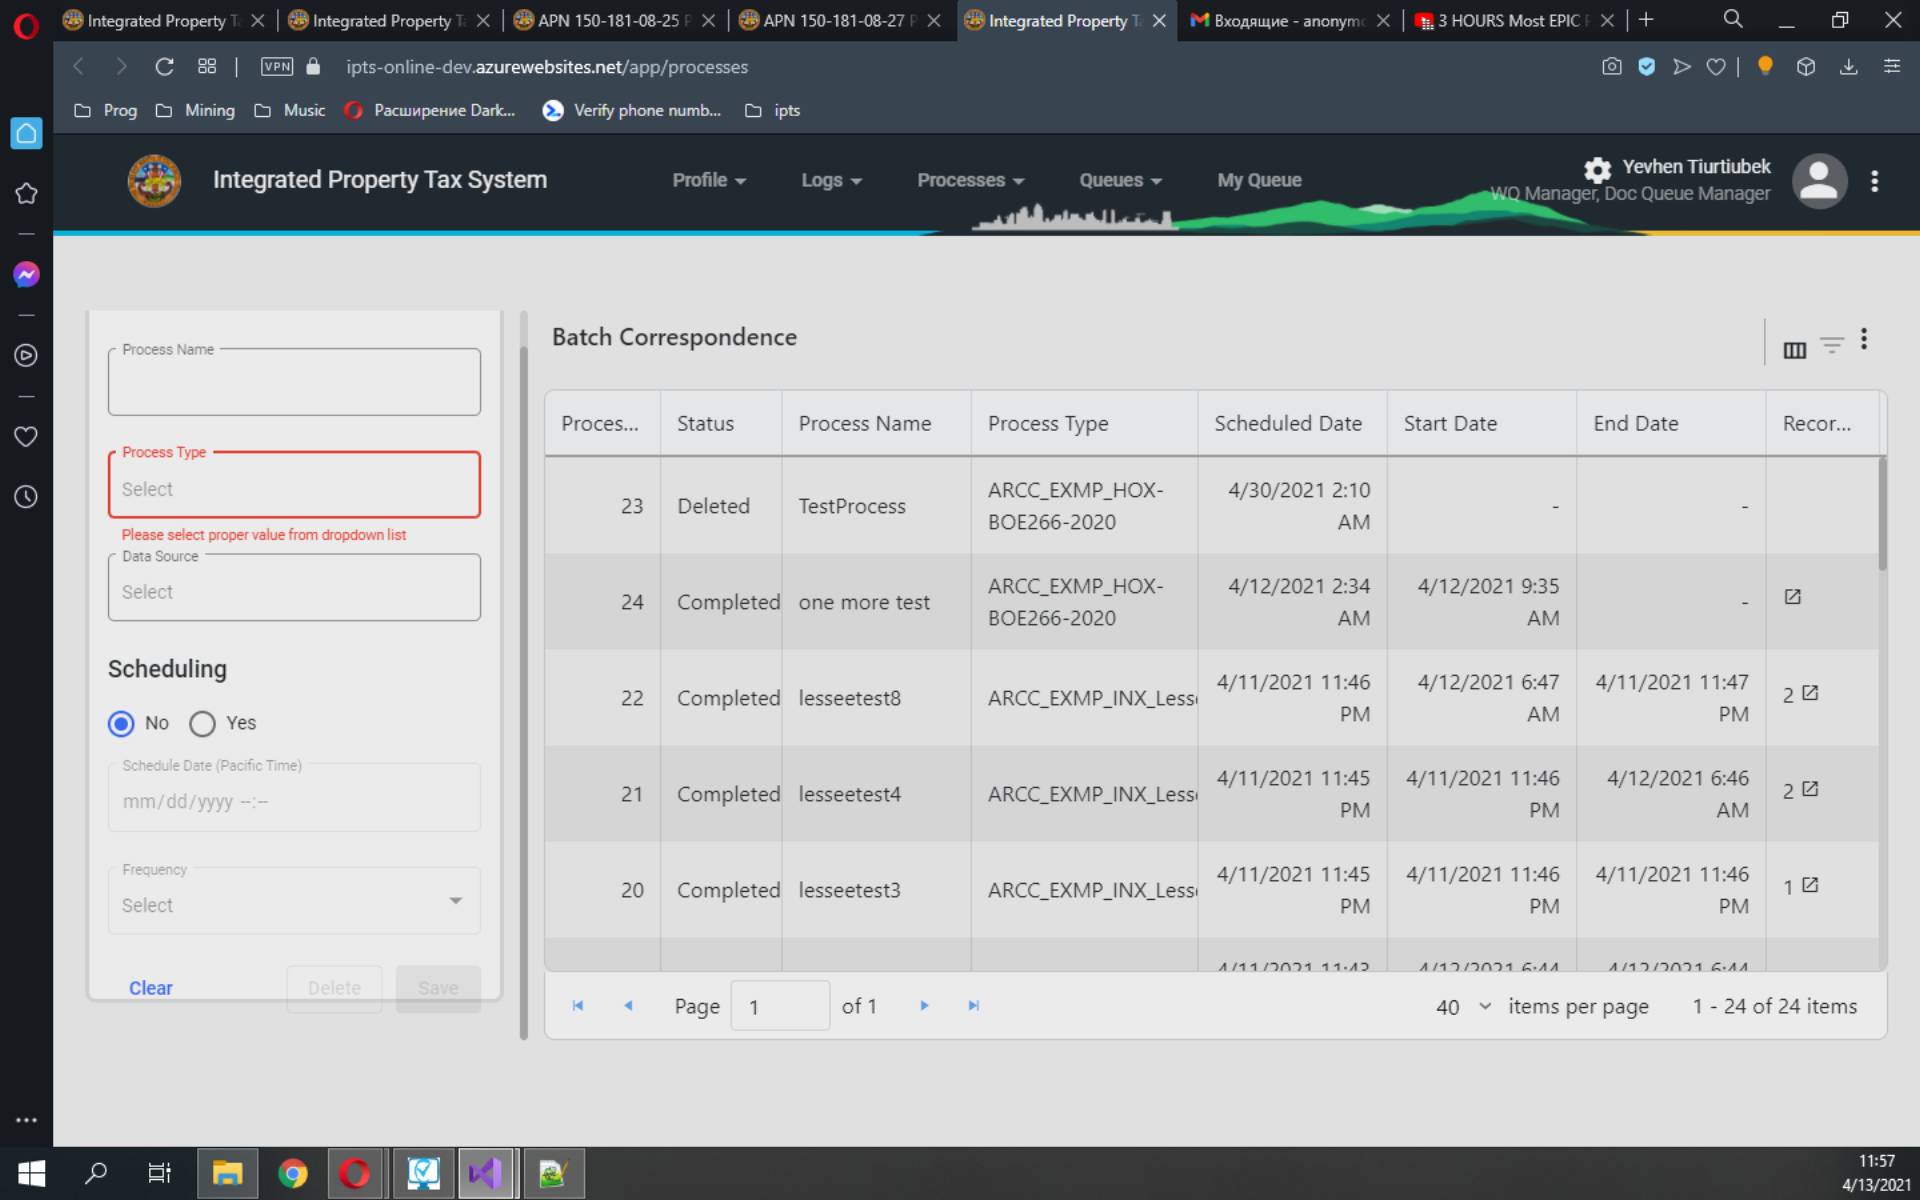 Integrated Property T
Integrated Property T
APN 150-181-08-25 P
APN 150-181-08-27 P
Integrated Property T
Входящие - anonym
3 HOURS Most EPIC
VPN
ipts-online-dev.azurewebsites.net/app/processes
Prog
Mining
Music
Расширение Dark...
Verify phone numb...
ipts
Integrated Property Tax System
Profile
Logs
Processes
Queues
My Queue
Yevhen Tiurtiubek
WQ Manager, Doc Queue Manager
Process Name
Process Type
Select
Please select proper value from dropdown list
Data Source
Select
Scheduling
No
Yes
Schedule Date (Pacific Time)
mm/dd/yyyy --:--
Frequency
Select
Clear
Delete
Save
Batch Correspondence
Proces... Status Process Name Process Type Scheduled Date Start Date End Date Recor...
23 Deleted TestProcess ARCC_EXMP_HOX- 4/30/2021 2:10 - -
BOE266-2020 AM
24 Completed one more test ARCC_EXMP_HOX- 4/12/2021 2:34 4/12/2021 9:35 -
BOE266-2020 AM AM
22 Completed lesseetest8 ARCC_EXMP_INX_Less 4/11/2021 11:46 4/12/2021 6:47 4/11/2021 11:47 2
PM AM PM
21 Completed lesseetest4 ARCC_EXMP_INX_Less 4/11/2021 11:45 4/11/2021 11:46 4/12/2021 6:46 2
PM PM AM
20 Completed lesseetest3 ARCC_EXMP_INX_Less 4/11/2021 11:45 4/11/2021 11:46 4/11/2021 11:46 1
PM PM PM
4/11/2021 11:43 4/12/2021 6:44 4/12/2021 6:44
Page 1 of 1
40 items per page
1 - 24 of 24 items
11:57
4/13/2021